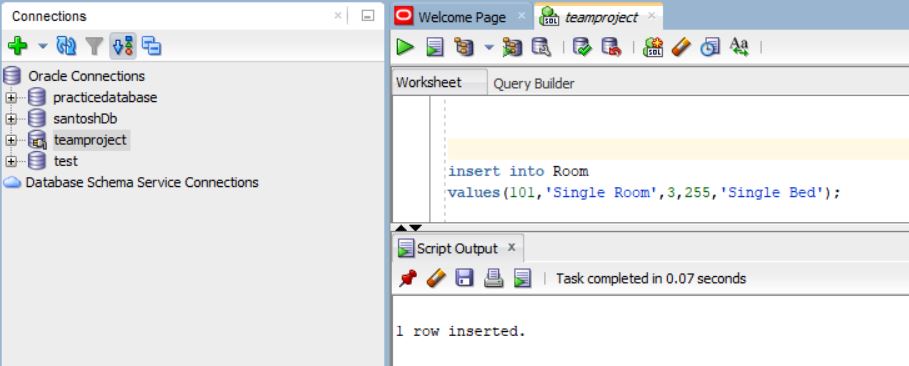 Connections
Oracle Connections
practicedatabase
santoshDb
teamproject
test
Database Schema Service Connections
Welcome Page
teamproject
Worksheet Query Builder
insert into Room
values(101,'Single Room',3,255,'Single Bed');
Script Output x
Task completed in 0.07 seconds
1 row inserted.